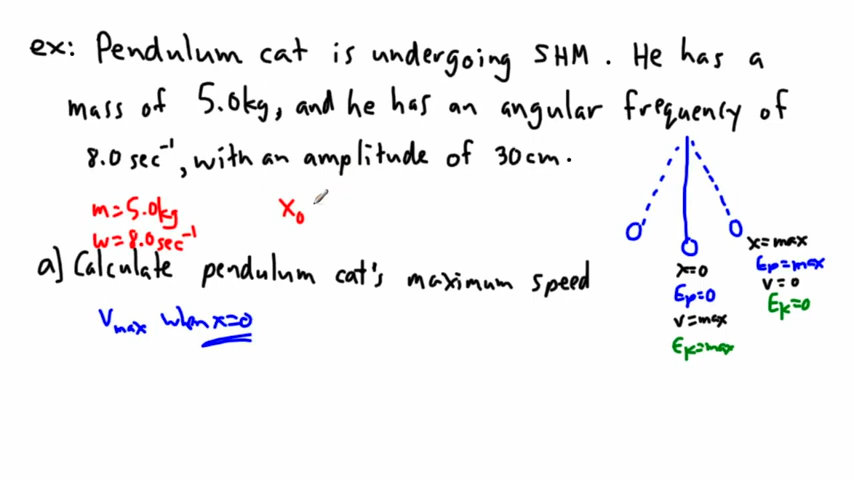 ex: Pendulum cat is undergoing SHM. He has a
mass of 5.0kg, and he has an angular frequency of
8.0 sec⁻¹, with an amplitude of 30cm.
m=5.0kg
x₀
w=8.0sec⁻¹
a] Calculate pendulum cat's maximum speed
Vmax when x=0
x=0
Ep=0
v=max
Ek=max
x=max
Ep=max
v=0
Ek=0